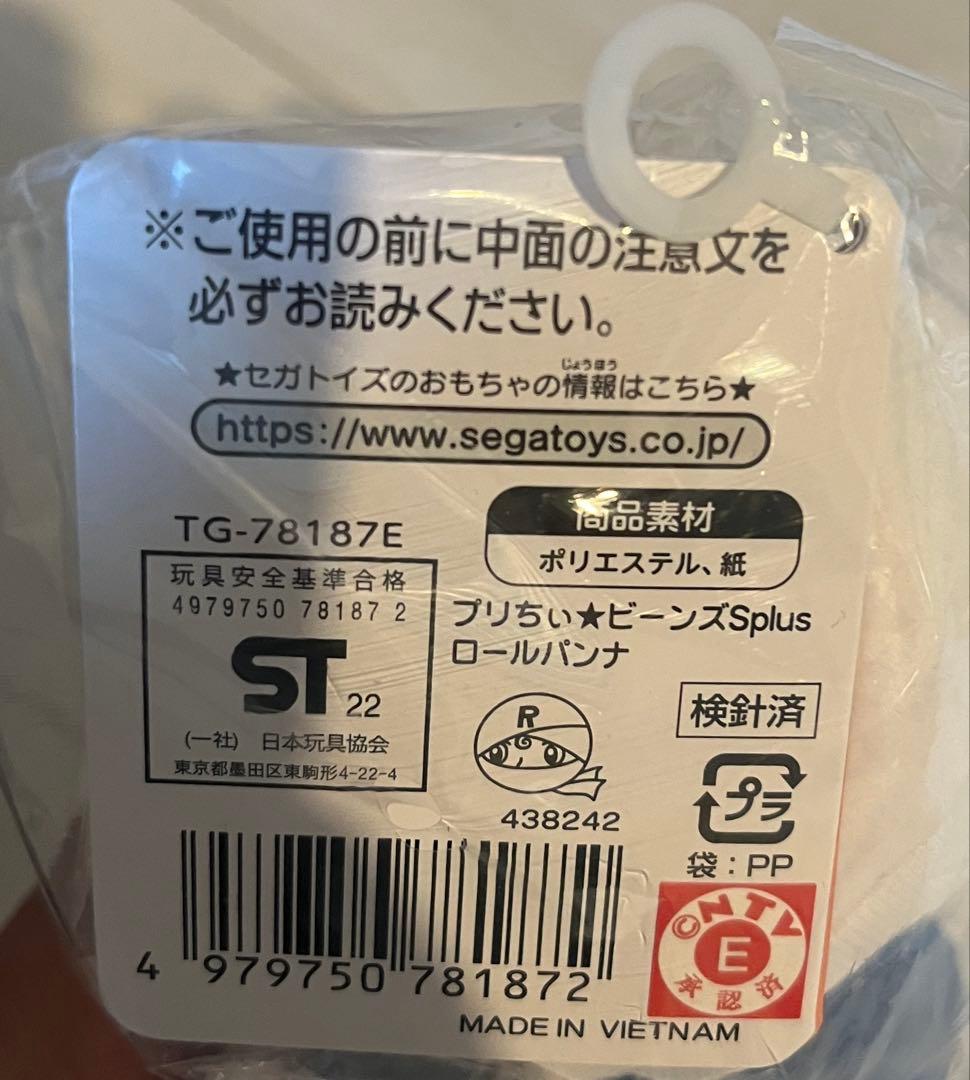 ※ご使用の前に中面の注意文を
必ずお読みください。
じょうほう
★セガトイズのおもちゃの情報はこちら★
https://www.segatoys.co.jp/
TG-78187E
商品素材
ポリエステル、紙
玩具安全基準合格
4979750 78187 2
ST 22
(一社) 日本玩具協会
東京都墨田区東駒形4-22-4
プリちぃ★ビーンズSplus
ロールパンナ
R
438242
検針済
プラ
袋：PP
4 979750 781872
©NTV
E
承認済
MADE IN VIETNAM